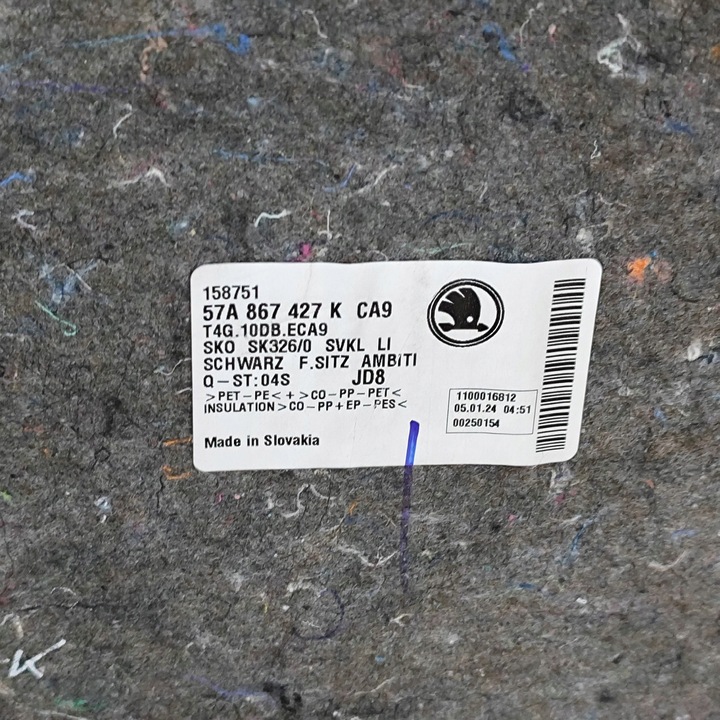 158751
57A 867 427 K CA9
T4G.10DB.ECA9
SKO SK326/0 SVKL LI
SCHWARZ F.SITZ AMBITI
Q-ST:04S JD8
>PET-PE<+>CO-PP-PET<
INSULATION>CO-PP+EP-PES<
Made in Slovakia
1100016812
05.01.24 04:51
00250154
K